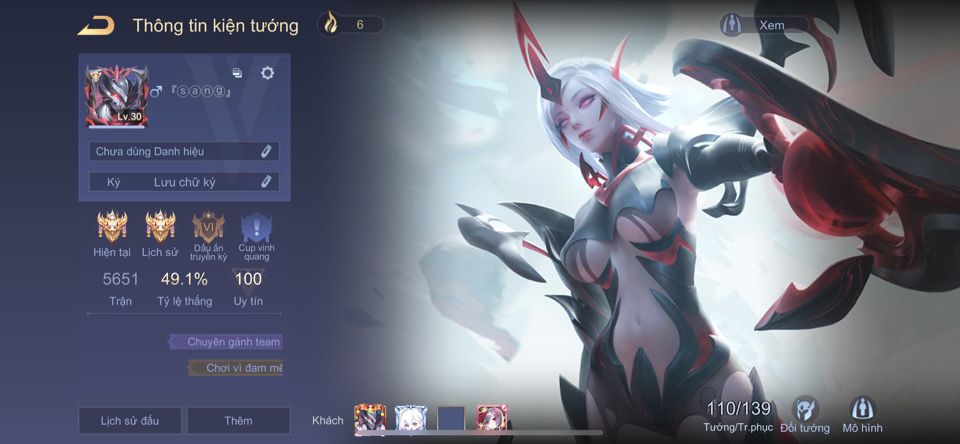 Thông tin kiện tướng
6
Xem
『ⓢⓐⓝⓖ』
Lv.30
Chưa dùng Danh hiệu
Ký Lưu chữ ký
VI
Hiện tại
Lịch sử
Dấu ấn
truyền kỳ
Cup vinh
quang
5651
49.1%
100
Trận
Tỷ lệ thắng
Uy tín
Chuyên gánh team
Chơi vì đam mê
Lịch sử đấu
Thêm
Khách
110/139
Tướng/Tr.phục
Đổi tướng
Mô hình